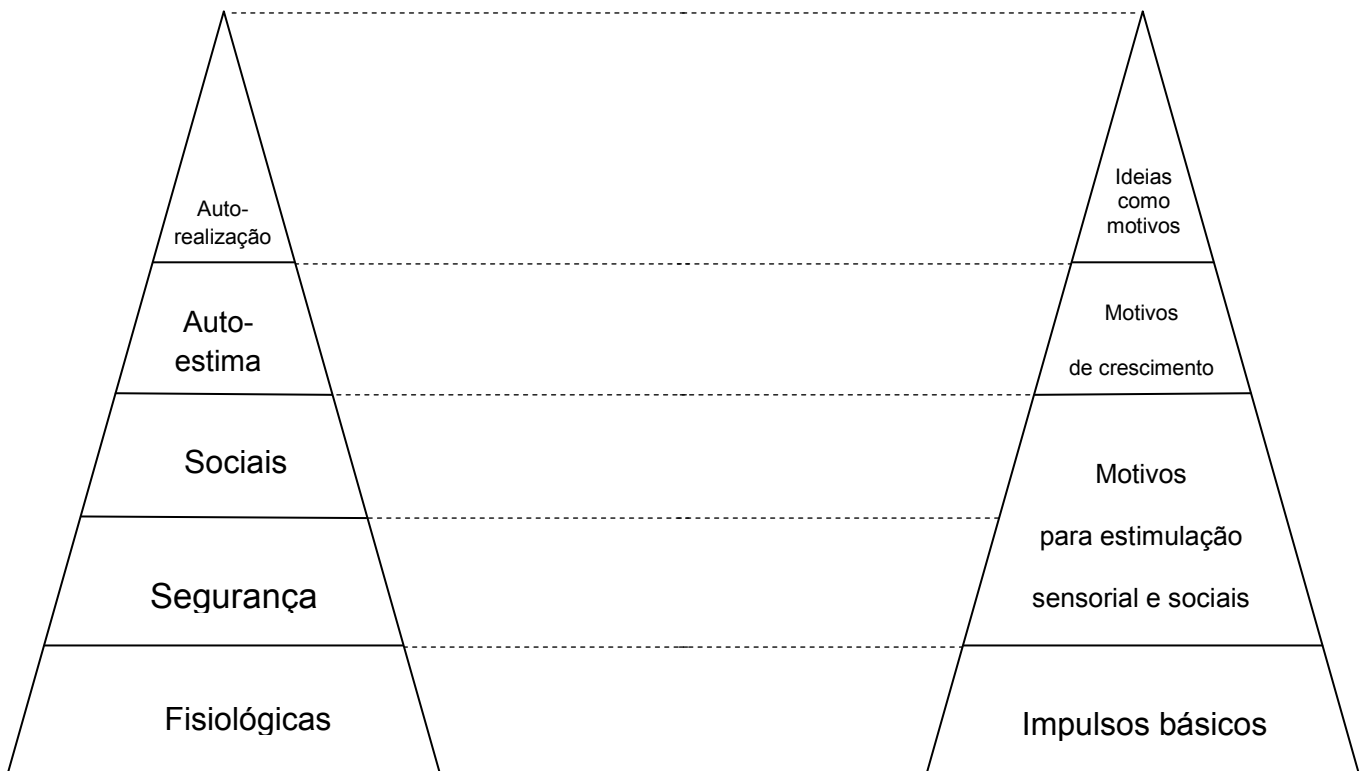 Auto-
realização
Auto-
estima
Sociais
Segurança
Fisiológicas
Ideias
como
motivos
Motivos
de crescimento
Motivos
para estimulação
sensorial e sociais
Impulsos básicos